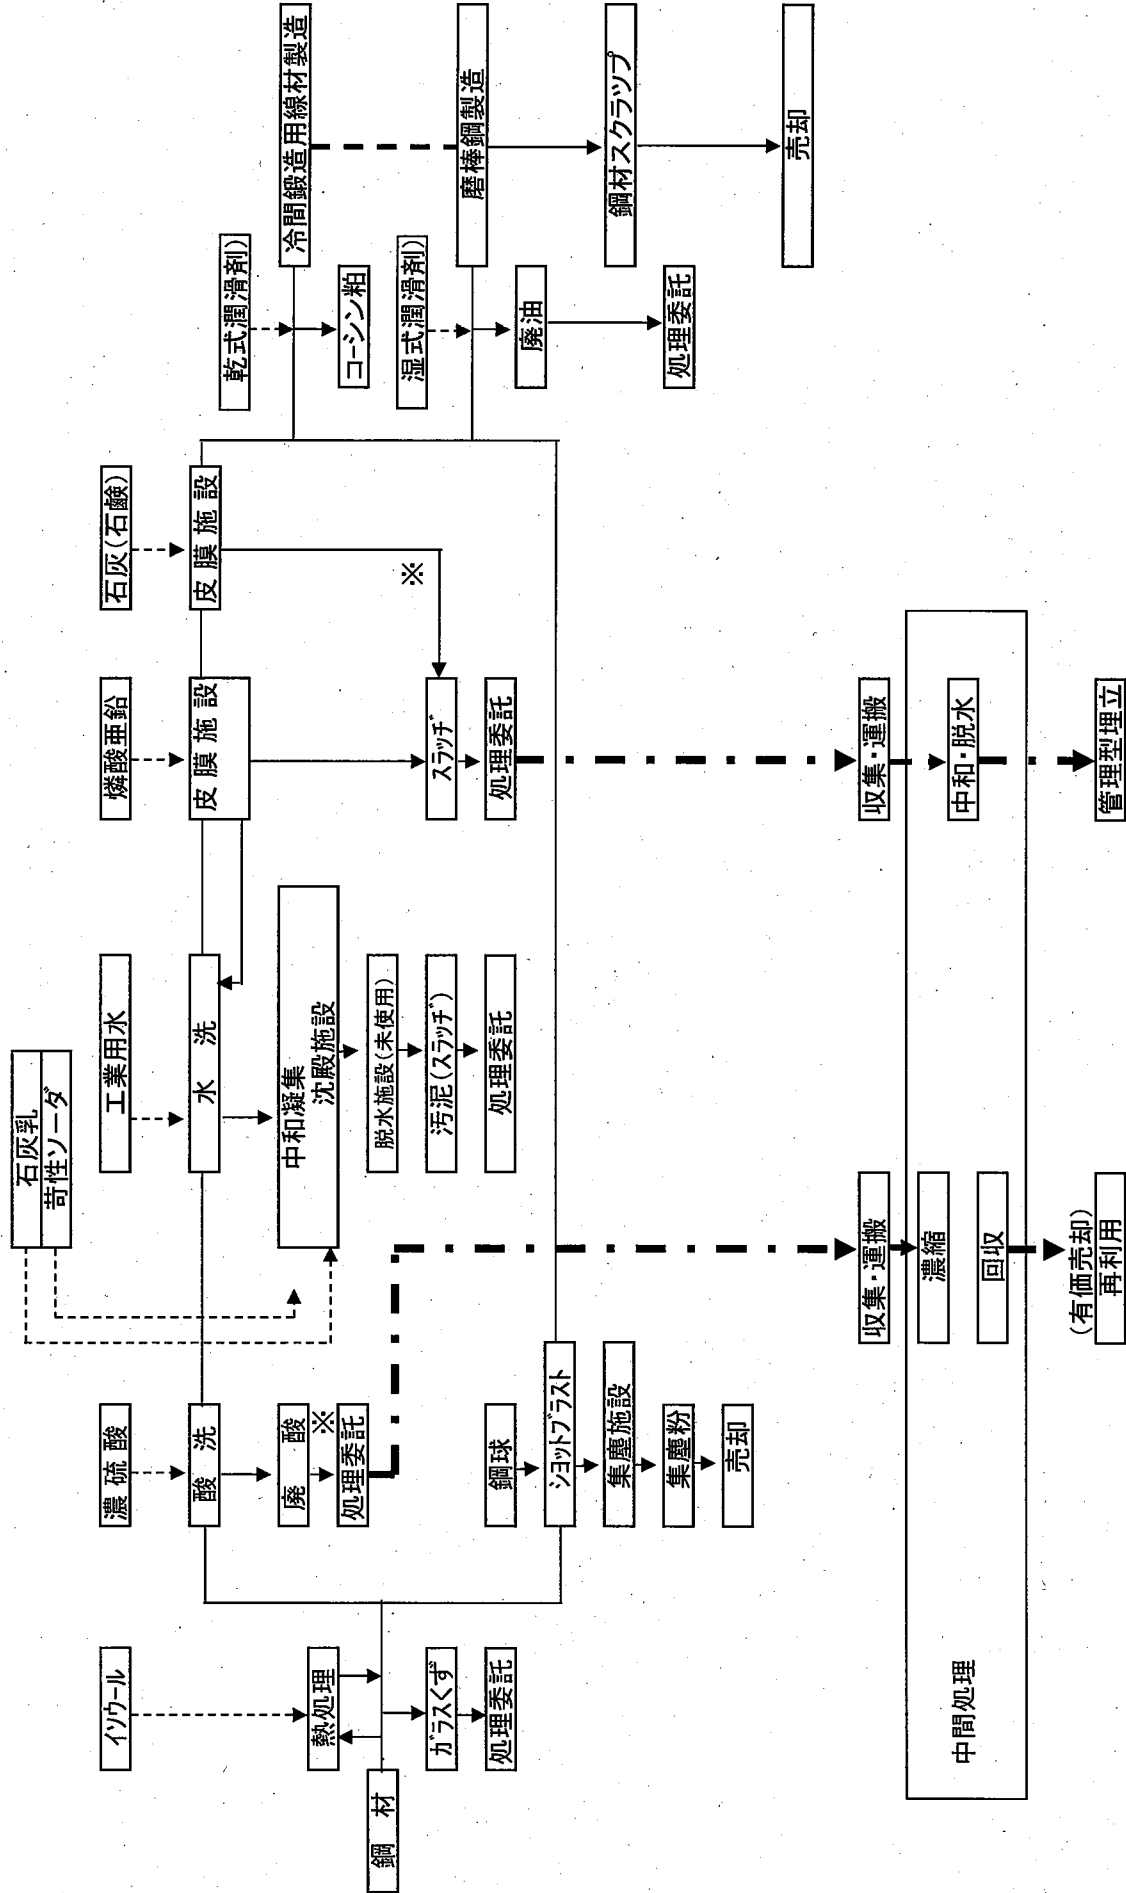 鋼 材
イソウール
熱処理
ガラスくず
処理委託
濃 硫 酸
酸 洗
廃 酸
※
処理委託
鋼球
ショットブラスト
集塵施設
集塵粉
売却
石灰乳
苛性ソーダ
工業用水
水 洗
中和凝集
沈殿施設
脱水施設(未使用)
汚泥(スラッヂ)
処理委託
燐酸亜鉛
皮 膜 施 設
スラッヂ
処理委託
石灰(石鹸)
皮 膜 施 設
※
乾式潤滑剤)
コーシン粕
湿式潤滑剤)
廃油
処理委託
冷間鍛造用線材製造
磨棒鋼製造
鋼材スクラツプ
売却
中間処理
収集・運搬
濃縮
回収
(有価売却)
再利用
収集・運搬
中和・脱水
管理型埋立